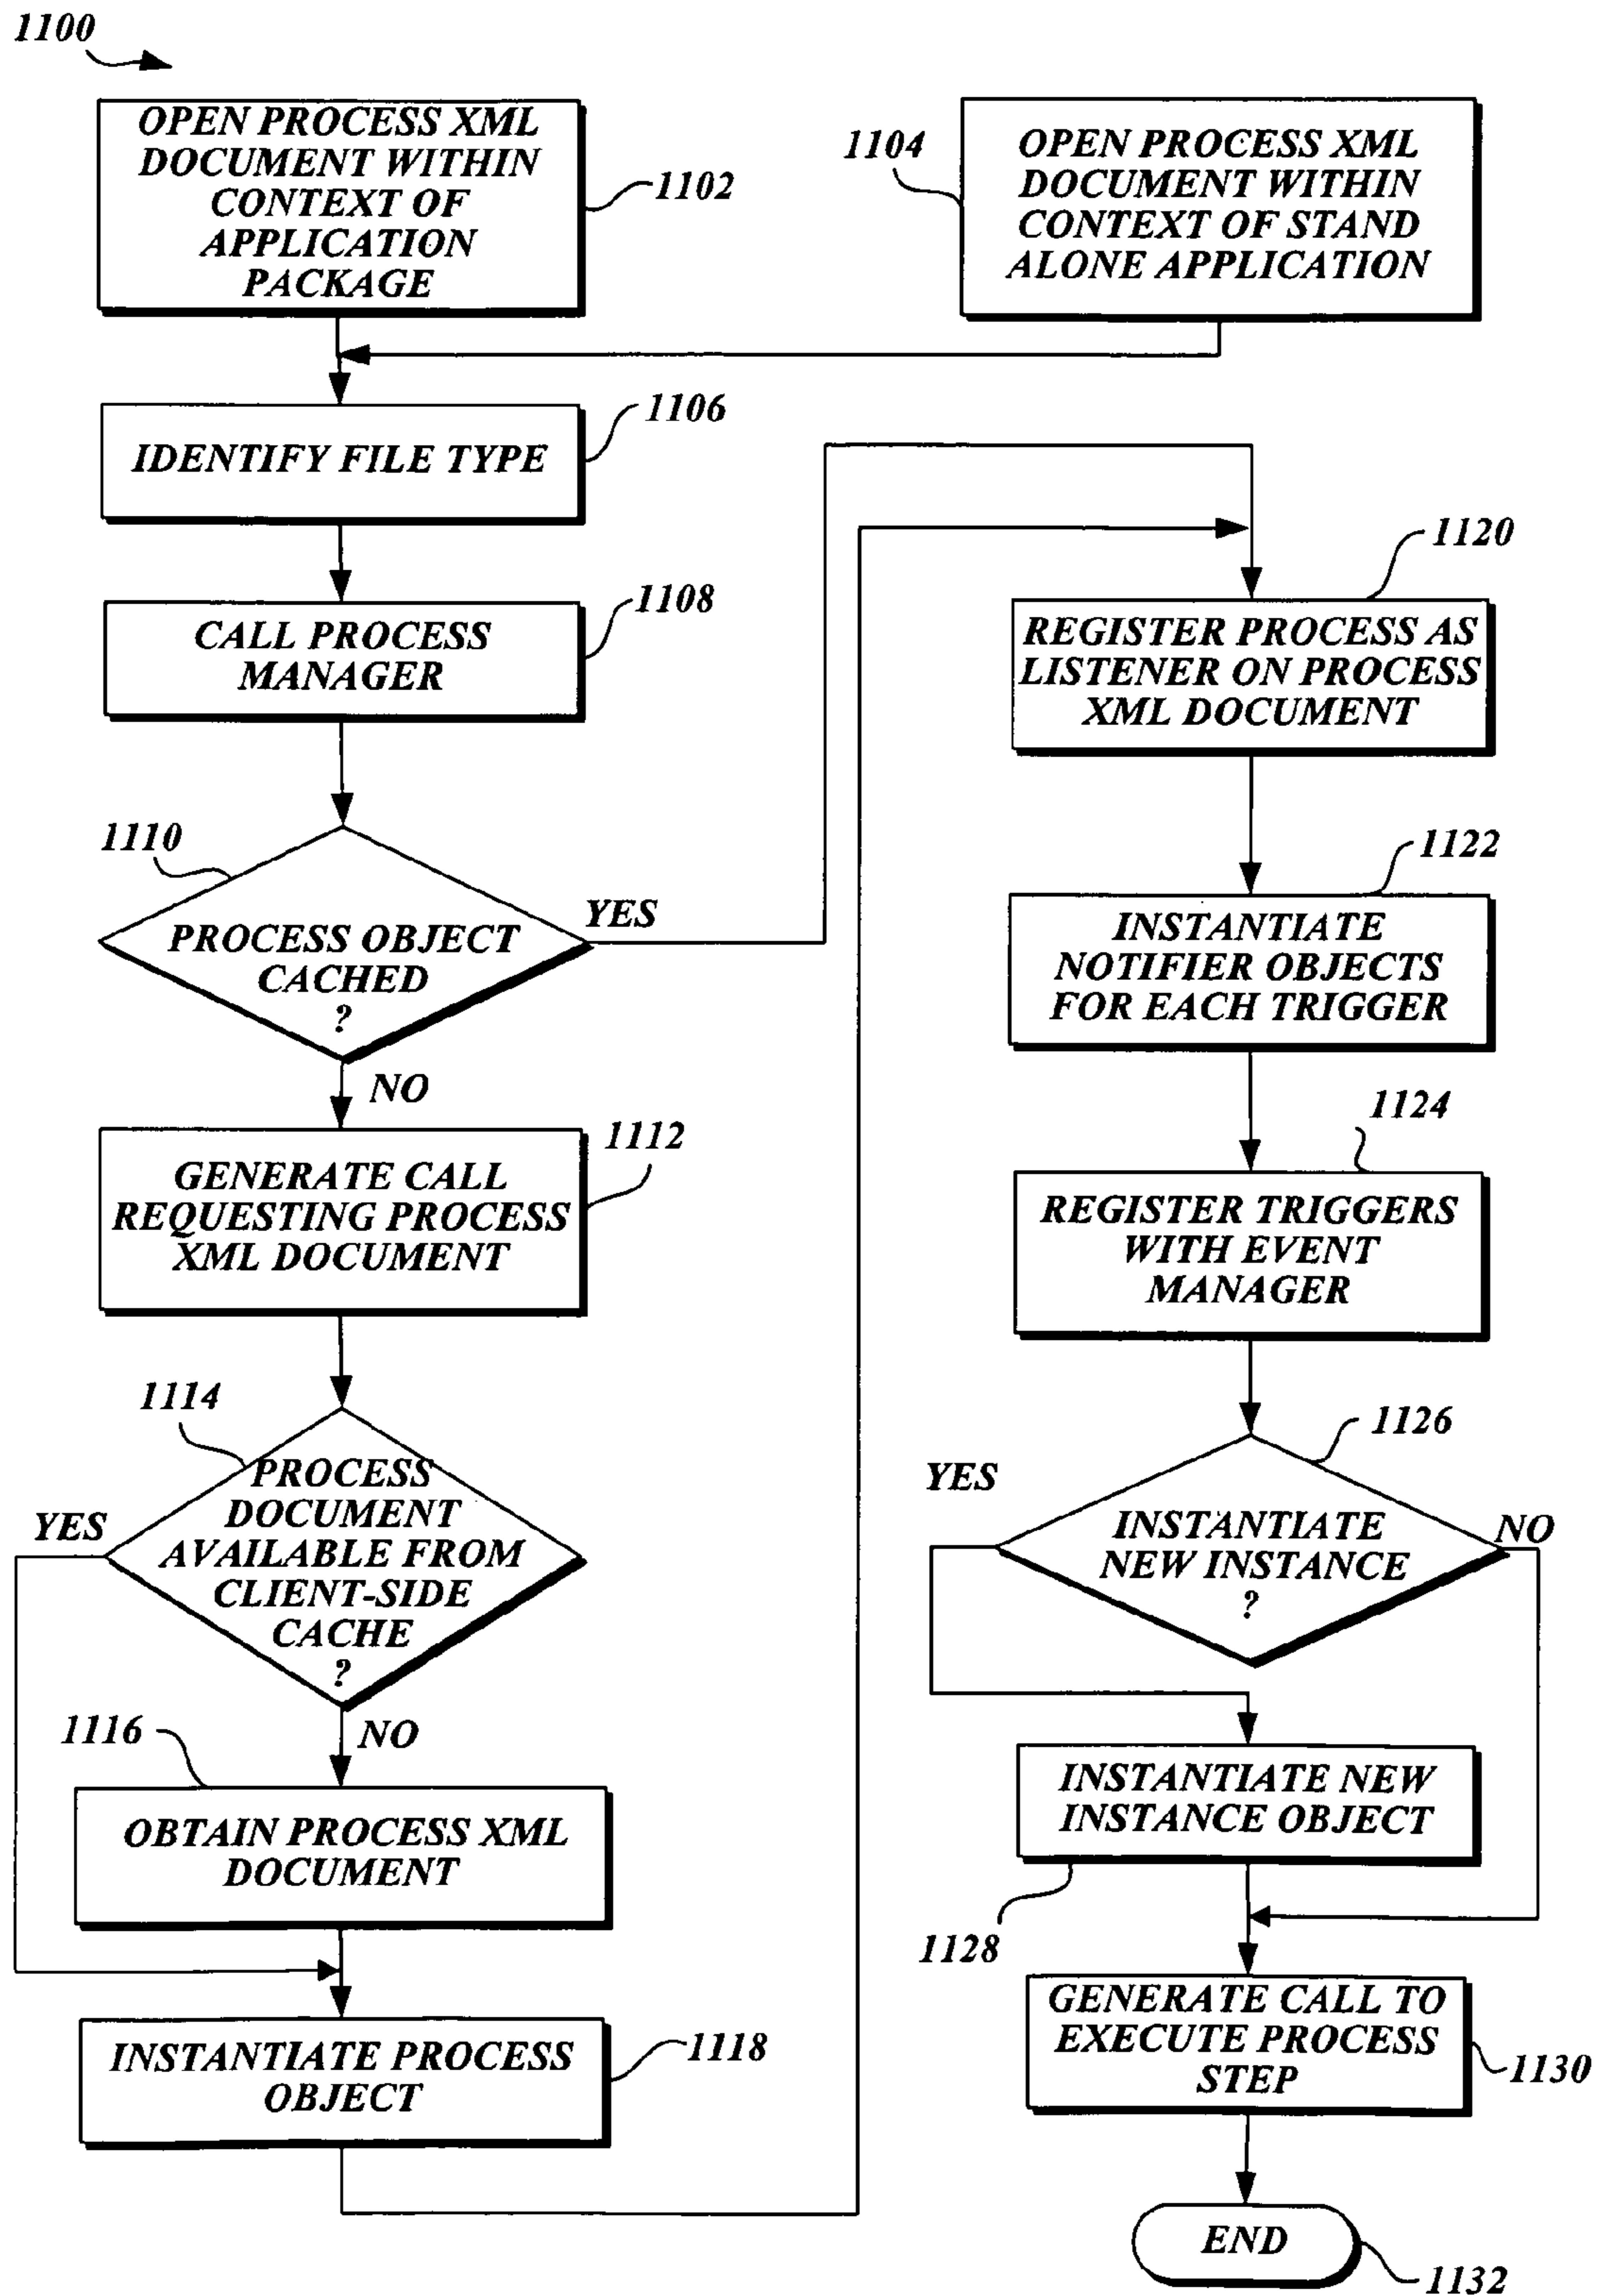 1100
OPEN PROCESS XML
DOCUMENT WITHIN
CONTEXT OF
APPLICATION
PACKAGE
1102
1104
OPEN PROCESS XML
DOCUMENT WITHIN
CONTEXT OF STAND
ALONE APPLICATION
1106
IDENTIFY FILE TYPE
1108
CALL PROCESS
MANAGER
1110
PROCESS OBJECT
CACHED
?
YES
NO
1112
GENERATE CALL
REQUESTING PROCESS
XML DOCUMENT
1114
PROCESS
DOCUMENT
AVAILABLE FROM
CLIENT-SIDE
CACHE
?
YES
NO
1116
OBTAIN PROCESS XML
DOCUMENT
INSTANTIATE PROCESS
OBJECT
1118
1120
REGISTER PROCESS AS
LISTENER ON PROCESS
XML DOCUMENT
1122
INSTANTIATE
NOTIFIER OBJECTS
FOR EACH TRIGGER
1124
REGISTER TRIGGERS
WITH EVENT
MANAGER
1126
YES
INSTANTIATE
NEW INSTANCE
?
NO
INSTANTIATE NEW
INSTANCE OBJECT
1128
GENERATE CALL TO
EXECUTE PROCESS
STEP
1130
END
1132